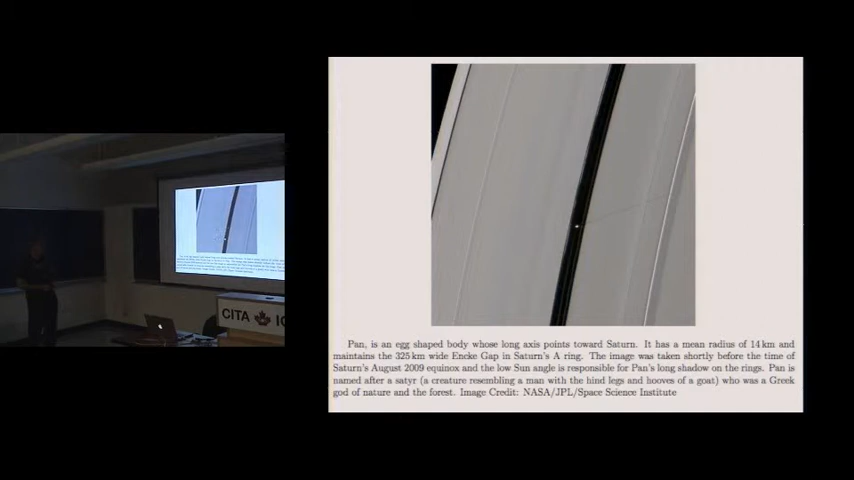 Pan, is an egg shaped body whose long axis points toward Saturn. It has a mean radius of 14 km and
maintains the 325 km wide Encke Gap in Saturn's A ring. The image was taken shortly before the time of
Saturn's August 2009 equinox and the low Sun angle is responsible for Pan's long shadow on the rings. Pan is
named after a satyr (a creature resembling a man with the hind legs and hooves of a goat) who was a Greek
god of nature and the forest. Image Credit: NASA/JPL/Space Science Institute
CITA